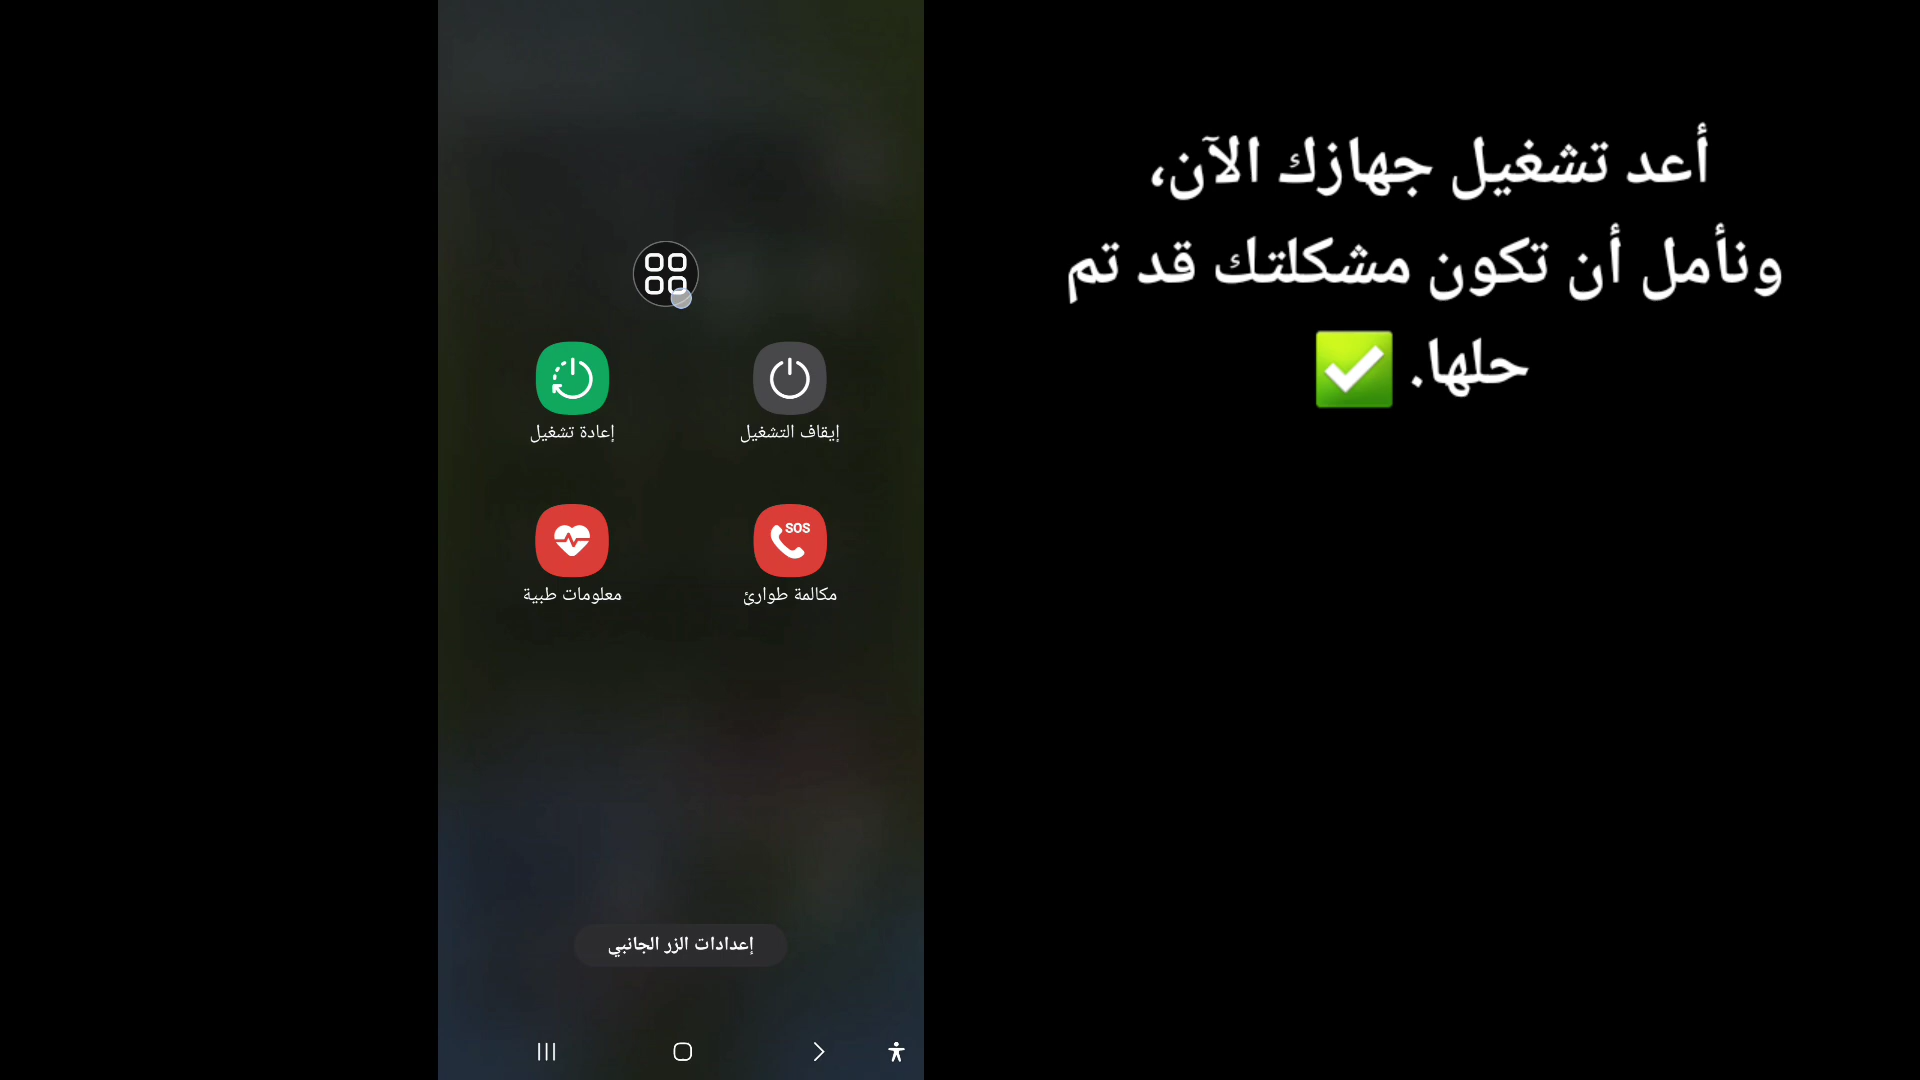 أعد تشغيل جهازك الآن،
ونأمل أن تكون مشكلتك قد تم
حلها. ✅
إيقاف التشغيل
إعادة تشغيل
SOS
مكالمة طوارئ
معلومات طبية
إعدادات الزر الجانبي